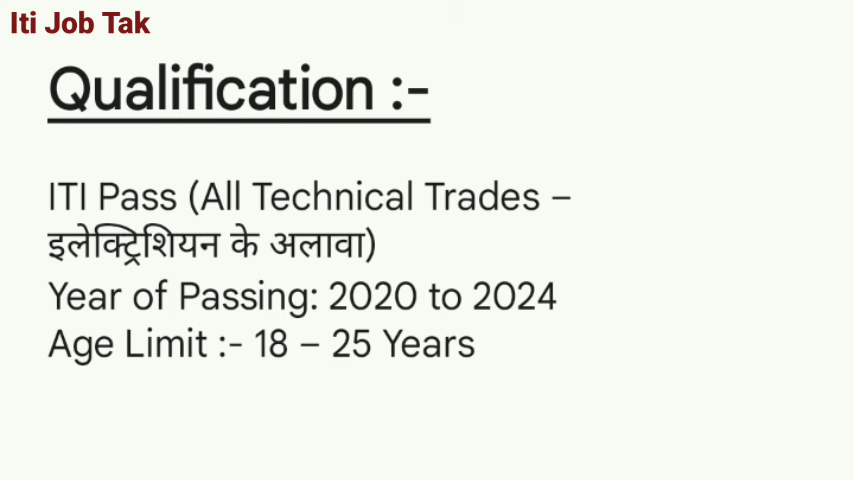 Iti Job Tak
Qualification :-
ITI Pass (All Technical Trades –
इलेक्ट्रिशियन के अलावा)
Year of Passing: 2020 to 2024
Age Limit :- 18 – 25 Years